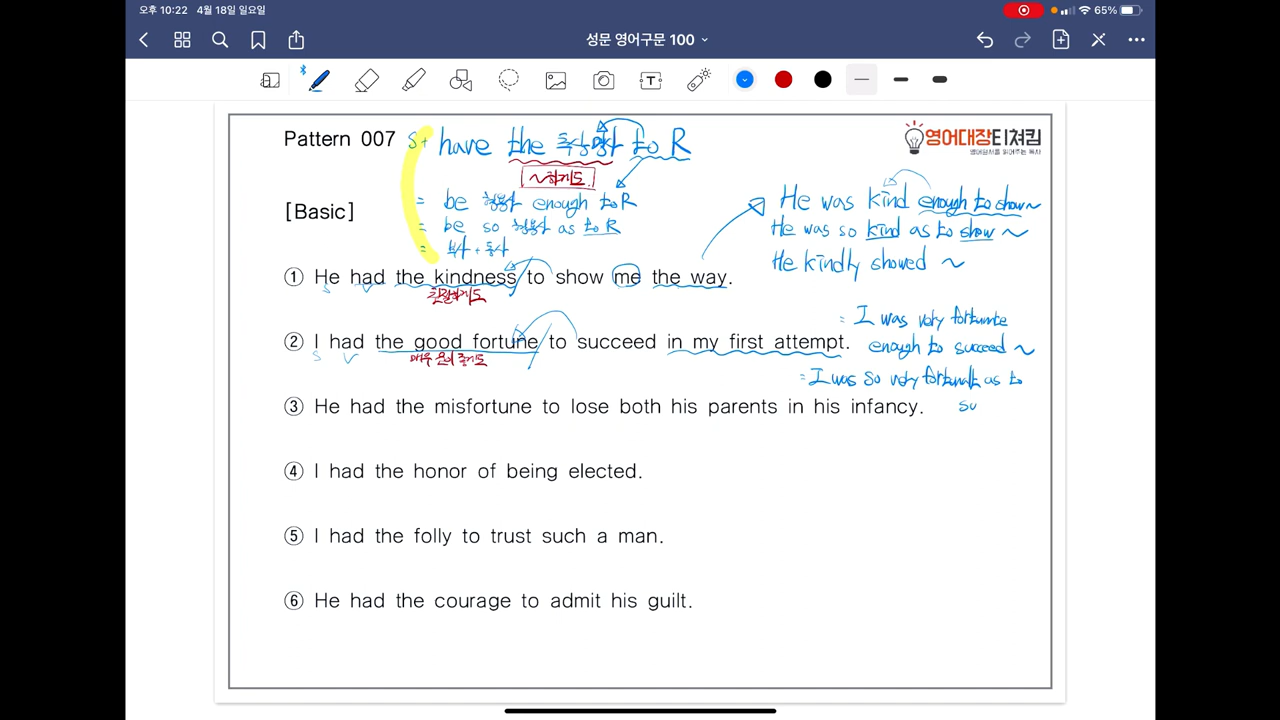 오후 10:22 4월 18일 일요일
65%
성문 영어구문 100
Pattern 007 S+ have the 추상명사 to R
영어대장티쳐킴
~하게도
= be 형용사 enough to R
[Basic]
= be so 형용사 as to R
= 부사 + 동사
He was kind enough to show ~
He was so kind as to show ~
He kindly showed ~
① He had the kindness to show me the way.
S V
친절하게도
② I had the good fortune to succeed in my first attempt.
S V
매우 운이 좋게도
= I was very fortunate
enough to succeed ~
= I was so very fortunate as to
su
③ He had the misfortune to lose both his parents in his infancy.
④ I had the honor of being elected.
⑤ I had the folly to trust such a man.
⑥ He had the courage to admit his guilt.